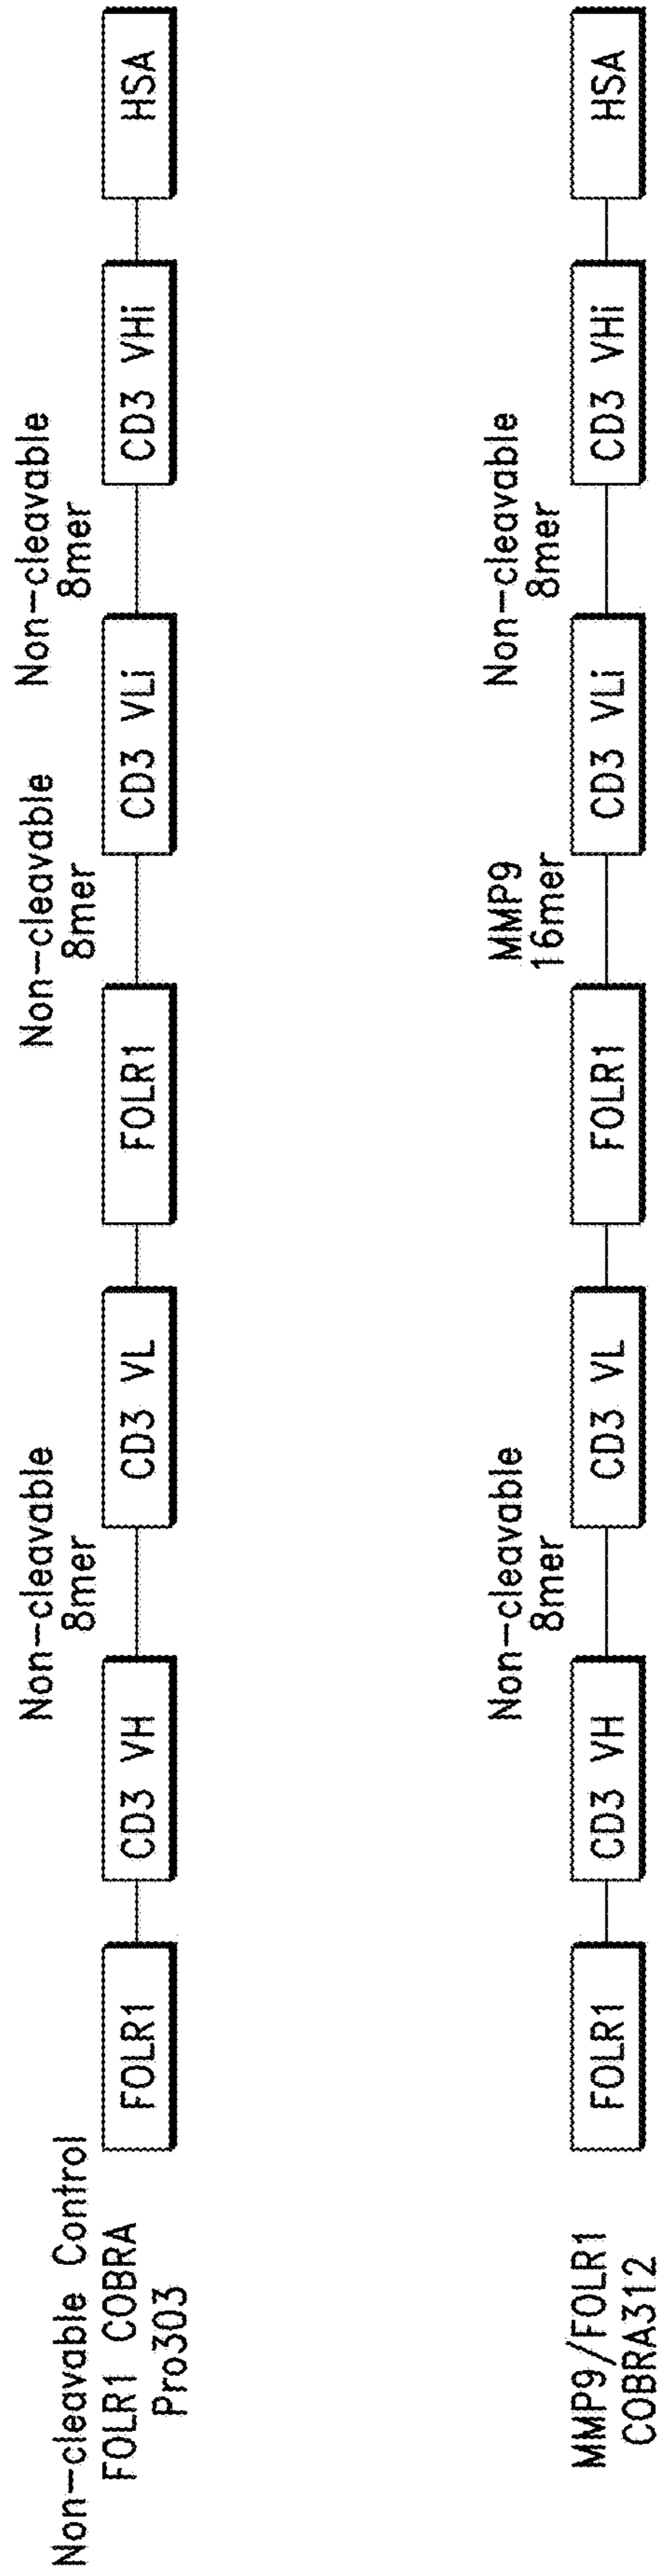 Non-cleavable Control
FOLR1 COBRA
Pro303
FOLR1
CD3 VH
Non-cleavable
8mer
CD3 VL
FOLR1
Non-cleavable
8mer
CD3 VLi
Non-cleavable
8mer
CD3 VHi
HSA
MMP9/FOLR1
COBRA312
FOLR1
CD3 VH
Non-cleavable
8mer
CD3 VL
FOLR1
MMP9
16mer
CD3 VLi
Non-cleavable
8mer
CD3 VHi
HSA